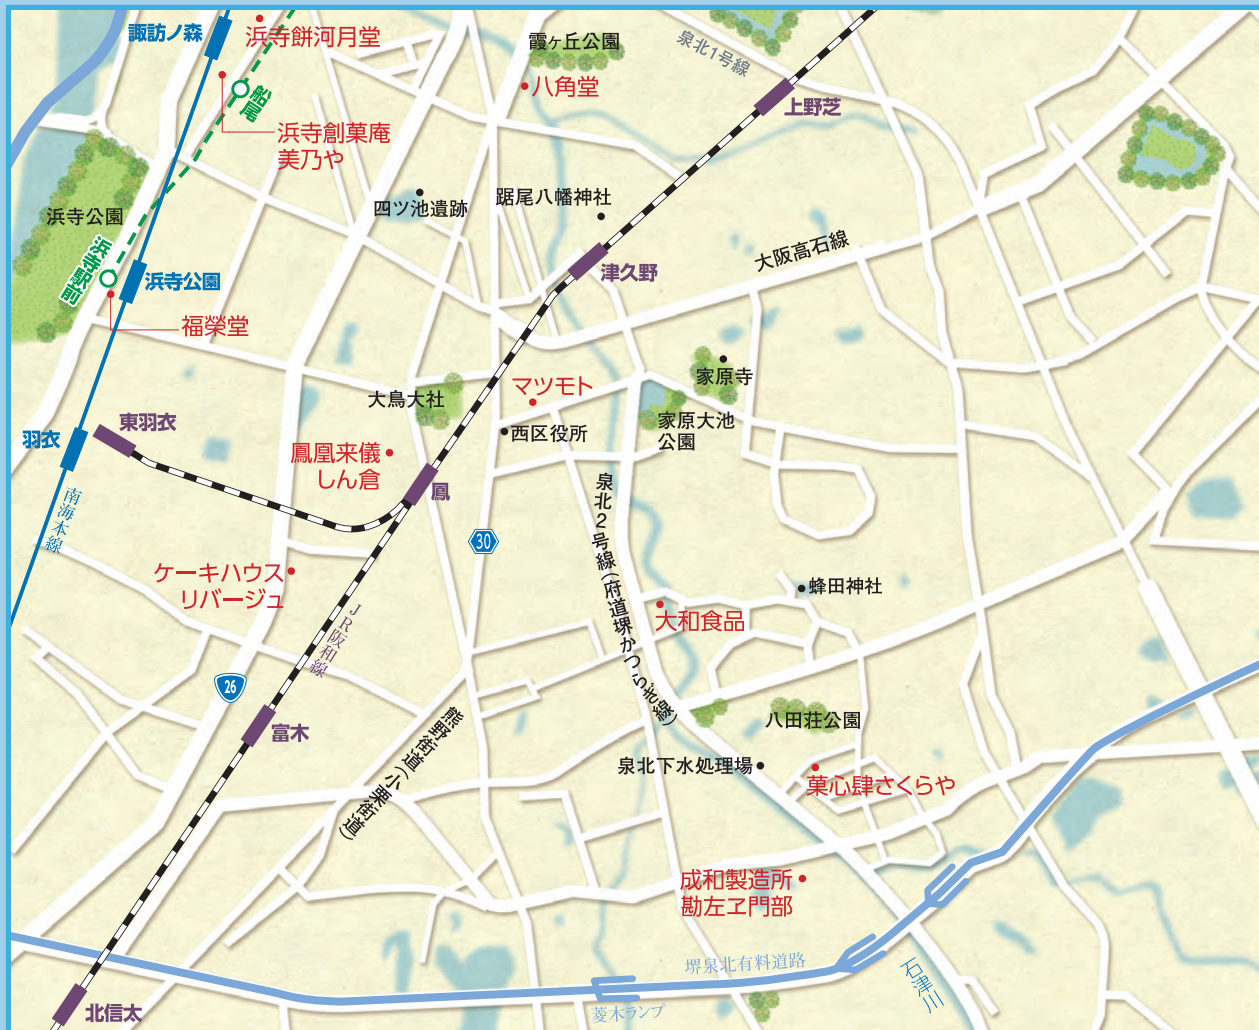 諏訪ノ森
浜寺餅河月堂
霞ヶ丘公園
泉北1号線
船尾
八角堂
上野芝
浜寺創菓庵
美乃や
四ツ池遺跡
踞尾八幡神社
浜寺公園
浜寺駅前
大阪高石線
津久野
浜寺公園
福榮堂
家原寺
マツモト
大鳥大社
東羽衣
羽衣
西区役所
家原大池
公園
鳳凰来儀
しん倉
鳳
南海本線
30
泉北2号線(府道堺かつらぎ線)
ケーキハウス
リバージュ
蜂田神社
大和食品
JR阪和線
26
富木
熊野街道(小栗街道)
八田荘公園
泉北下水処理場
菓心肆さくらや
成和製造所
勘左ヱ門部
堺泉北有料道路
石津川
菱木ランプ
北信太